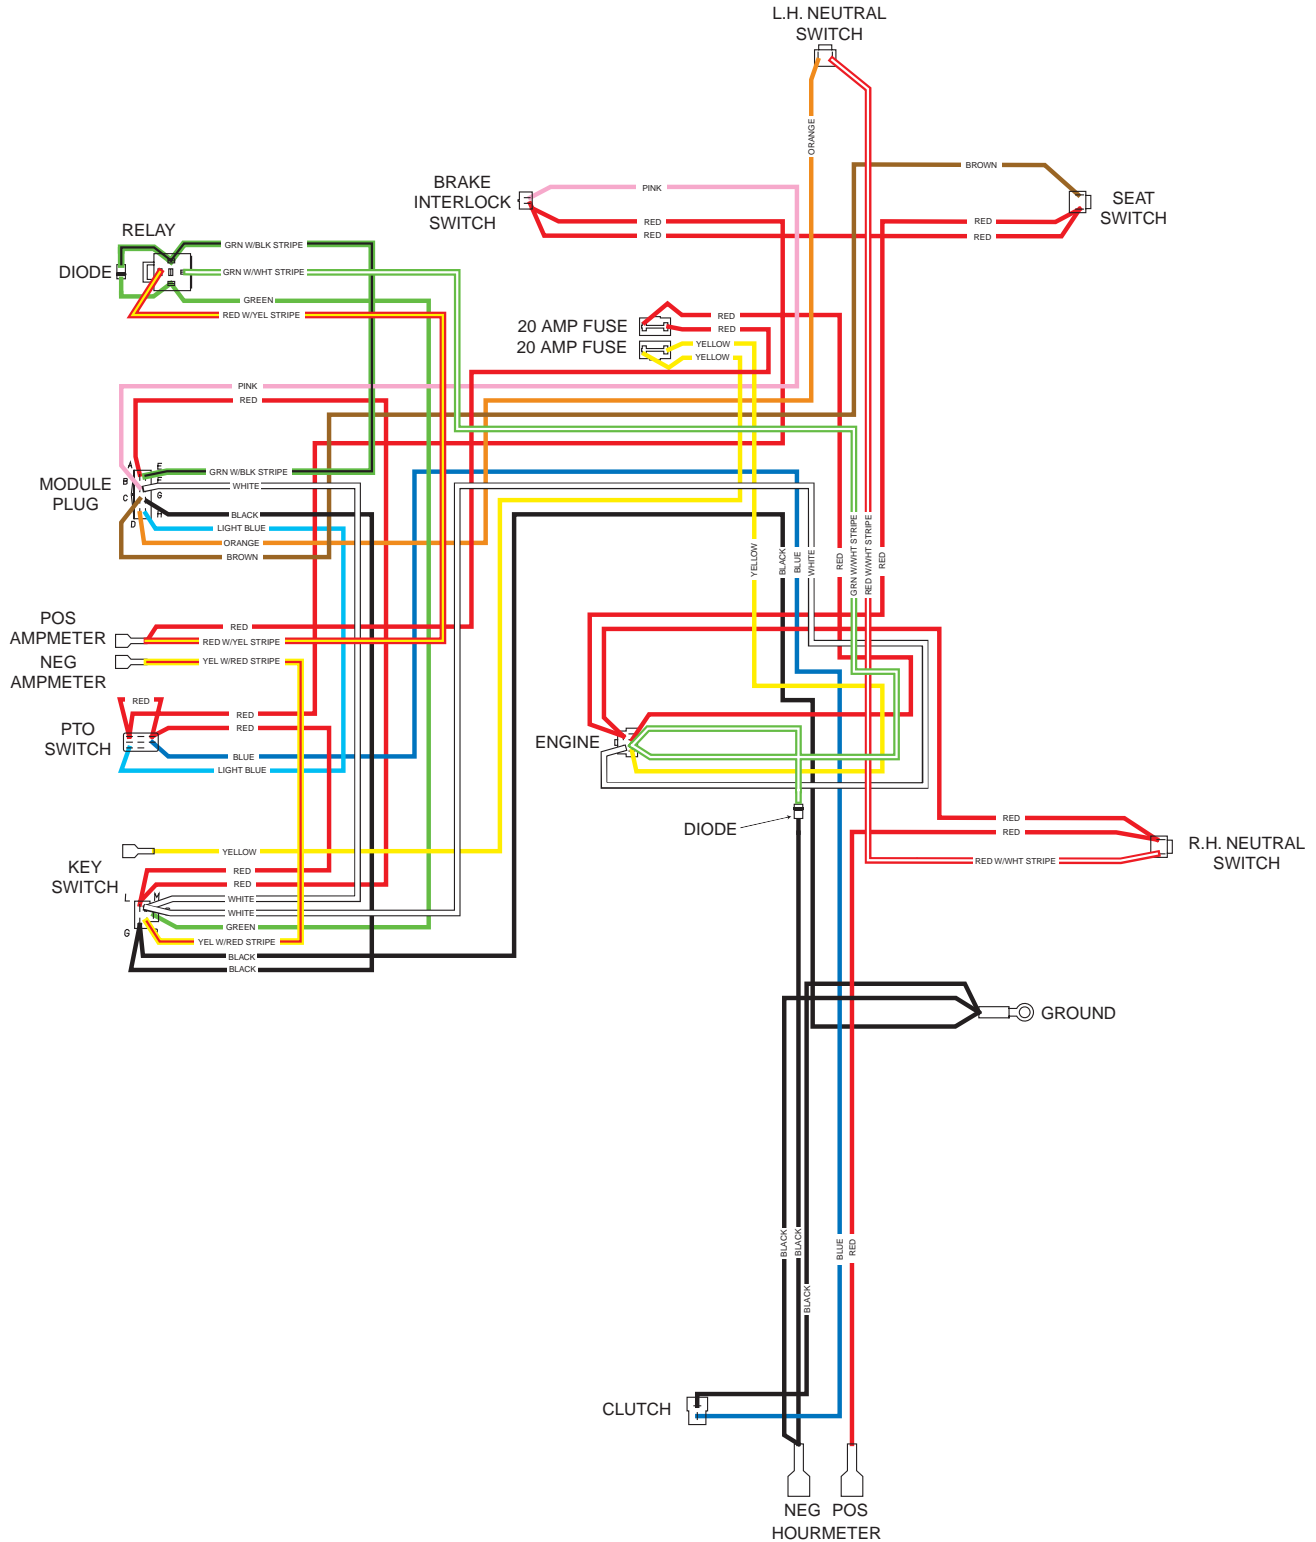 L.H. NEUTRAL
SWITCH
ORANGE
BROWN
BRAKE
INTERLOCK
SWITCH
PINK
RED
RED
RED
RED
SEAT
SWITCH
RELAY
DIODE
GRN W/BLK STRIPE
GRN W/WHT STRIPE
GREEN
RED W/YEL STRIPE
20 AMP FUSE
20 AMP FUSE
RED
RED
YELLOW
YELLOW
PINK
RED
MODULE
PLUG
A
B
C
D
E
F
G
H
GRN W/BLK STRIPE
WHITE
BLACK
LIGHT BLUE
ORANGE
BROWN
YELLOW
BLACK
BLUE
WHITE
RED
GRN W/WHT STRIPE
RED W/WHT STRIPE
RED
POS
AMPMETER
NEG
AMPMETER
RED
RED W/YEL STRIPE
YEL W/RED STRIPE
PTO
SWITCH
RED
RED
RED
BLUE
LIGHT BLUE
ENGINE
DIODE
RED
RED
RED W/WHT STRIPE
R.H. NEUTRAL
SWITCH
YELLOW
KEY
SWITCH
L
M
G
RED
RED
WHITE
WHITE
GREEN
YEL W/RED STRIPE
BLACK
BLACK
GROUND
BLACK
BLACK
BLACK
BLUE
RED
CLUTCH
NEG POS
HOURMETER